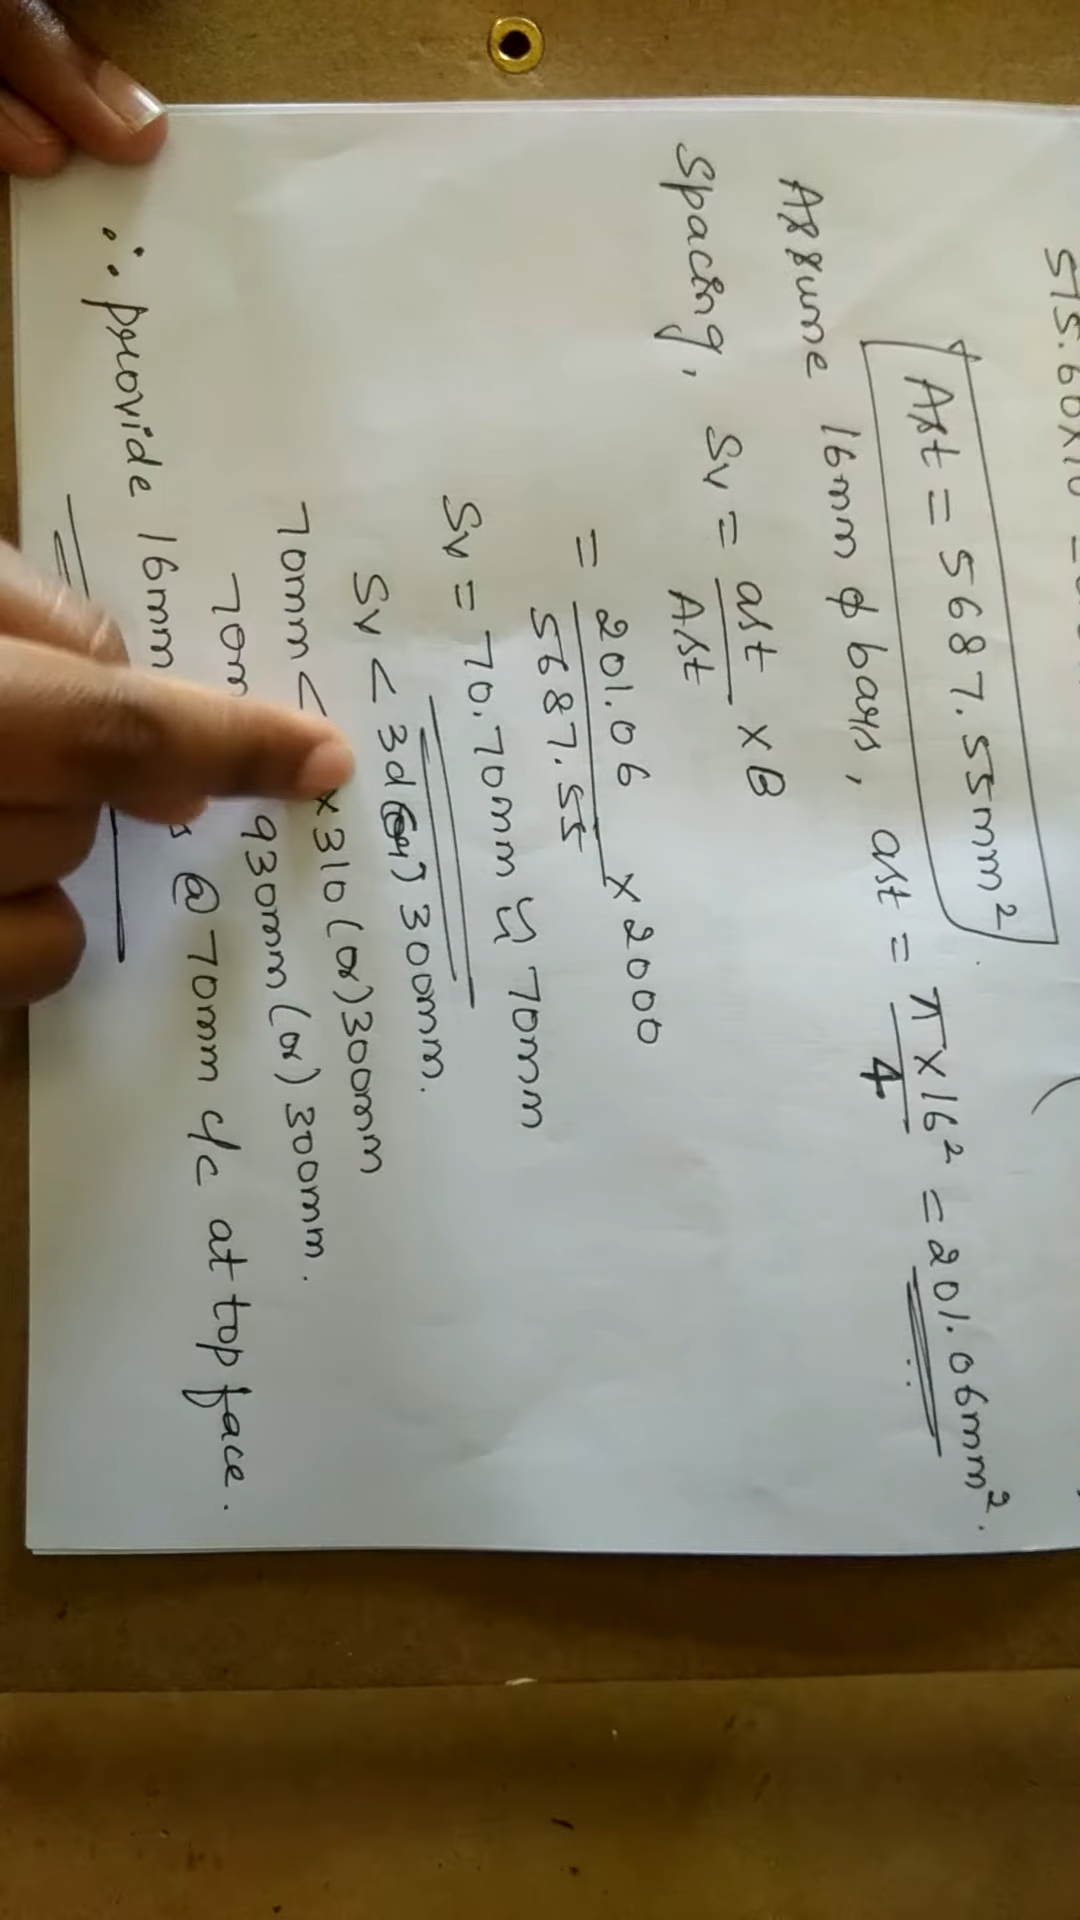 575.60x10
Ast = 5687.55mm²
Assume 16mm ϕ bars, ast = π×16²/4 = 201.06mm².
Spacing, Sv = ast/Ast × B
= 201.06/5687.55 × 2000
Sv = 70.70mm ≃ 70mm
Sv < 3d (or) 300mm.
70mm < ×310 (or) 300mm
930mm (or) 300mm.
∴ provide 16mm @ 70mm c/c at top face.